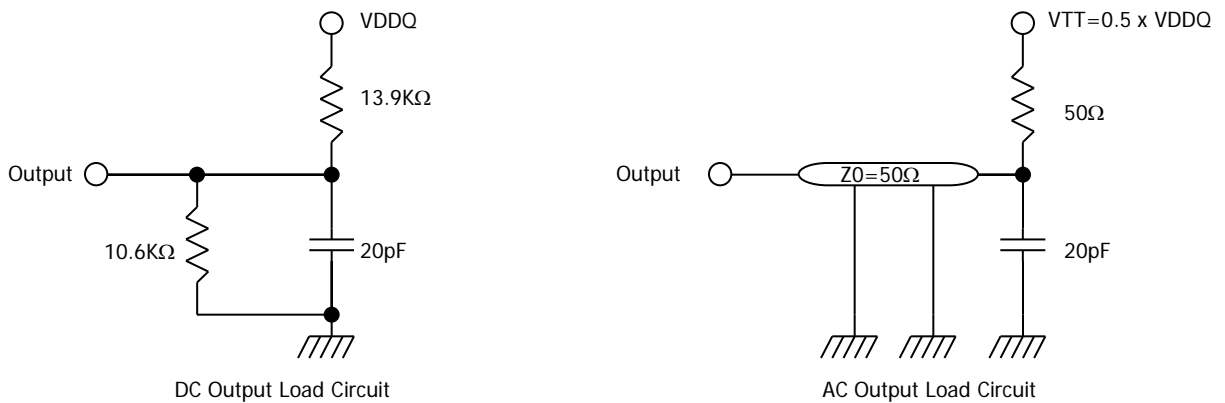 VDDQ
13.9KΩ
Output
10.6KΩ
20pF
DC Output Load Circuit
VTT=0.5 x VDDQ
50Ω
Output
Z0=50Ω
20pF
AC Output Load Circuit